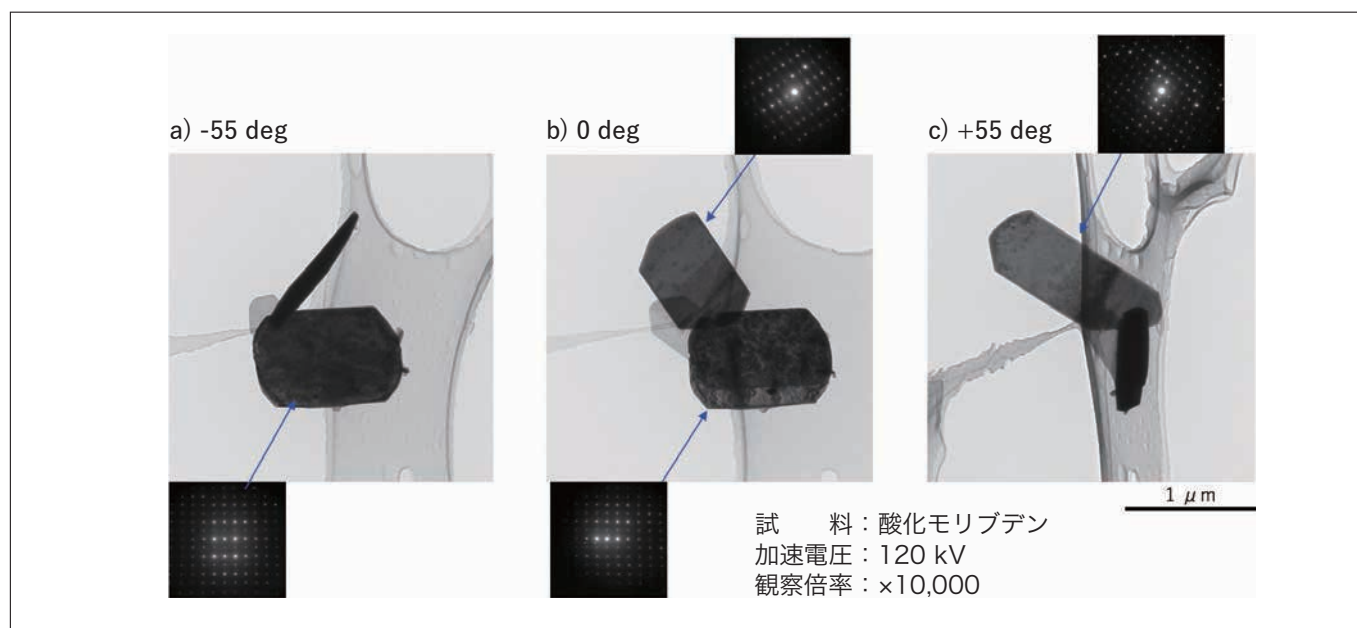 a) -55 deg
b) 0 deg
c) +55 deg
1 μm
試　　料：酸化モリブデン
加速電圧：120 kV
観察倍率：×10,000